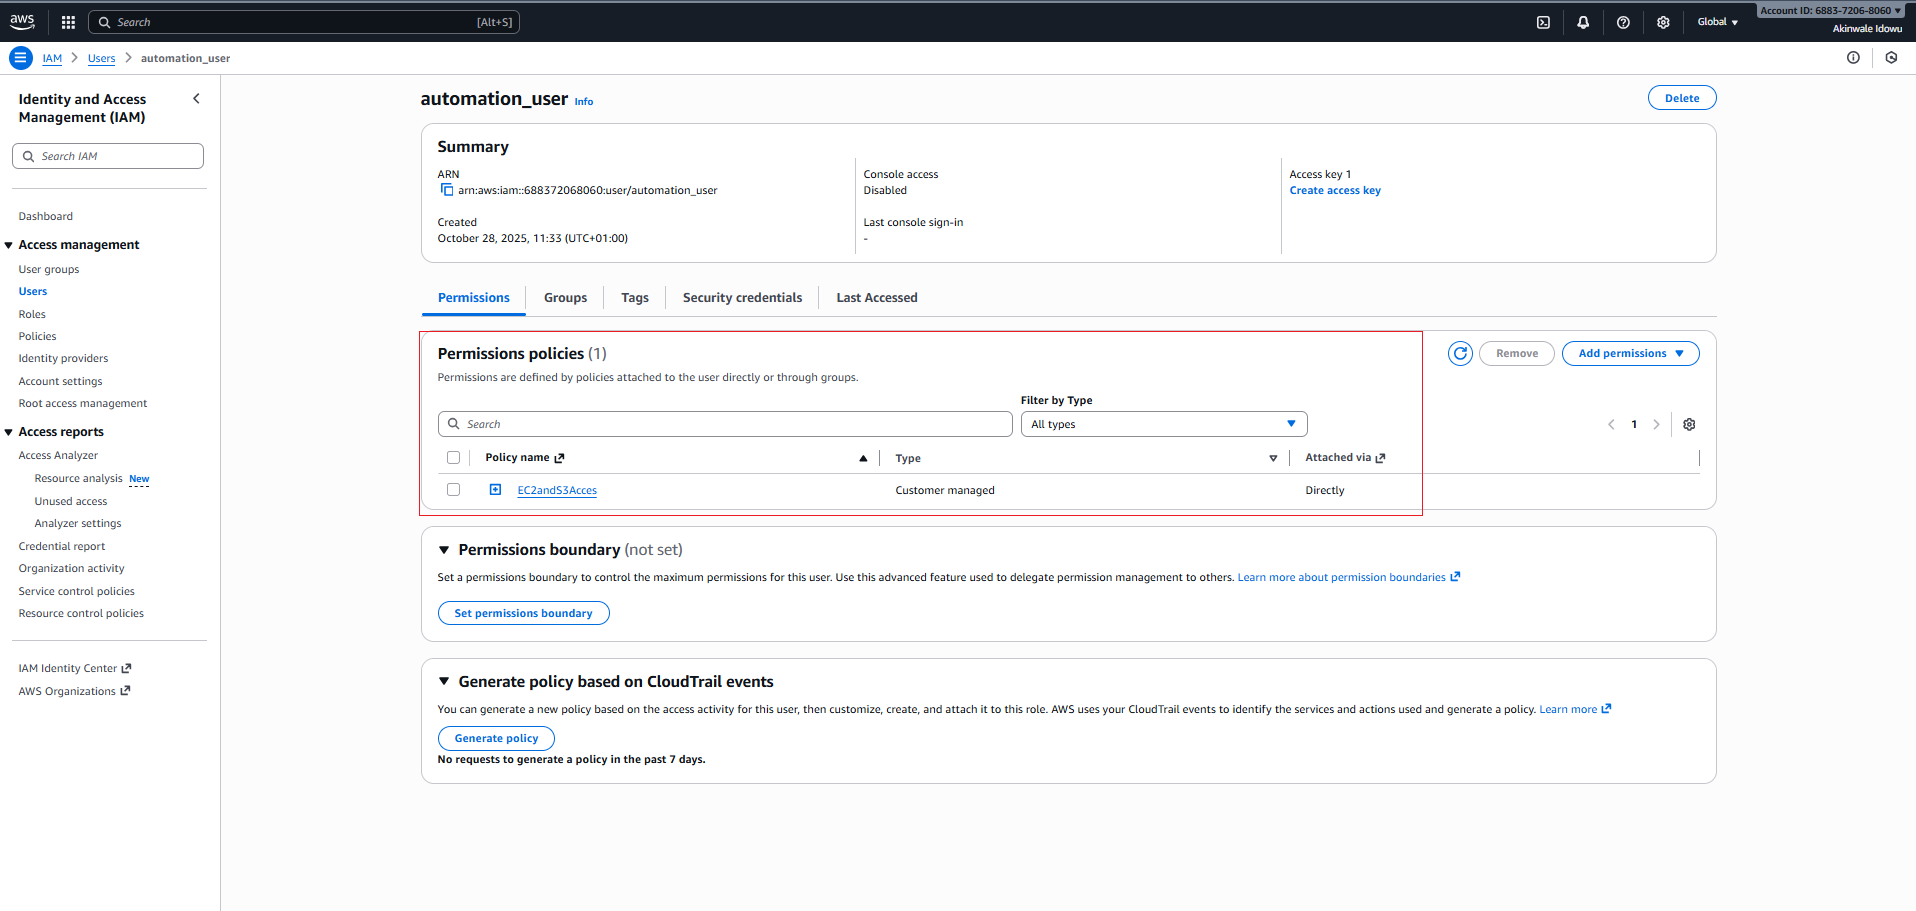 aws
Search
[Alt+S]
Global
Account ID: 6883-7206-8060
Akinwale Idowu
IAM
Users
automation_user
Identity and Access
Management (IAM)
Search IAM
Dashboard
Access management
User groups
Users
Roles
Policies
Identity providers
Account settings
Root access management
Access reports
Access Analyzer
Resource analysis New
Unused access
Analyzer settings
Credential report
Organization activity
Service control policies
Resource control policies
IAM Identity Center
AWS Organizations
automation_user Info
Delete
Summary
ARN
arn:aws:iam::688372068060:user/automation_user
Created
October 28, 2025, 11:33 (UTC+01:00)
Console access
Disabled
Last console sign-in
-
Access key 1
Create access key
Permissions
Groups
Tags
Security credentials
Last Accessed
Permissions policies (1)
Permissions are defined by policies attached to the user directly or through groups.
Remove
Add permissions
Filter by Type
Search
All types
1
Policy name
Type
Attached via
EC2andS3Acces
Customer managed
Directly
Permissions boundary (not set)
Set a permissions boundary to control the maximum permissions for this user. Use this advanced feature used to delegate permission management to others. Learn more about permission boundaries
Set permissions boundary
Generate policy based on CloudTrail events
You can generate a new policy based on the access activity for this user, then customize, create, and attach it to this role. AWS uses your CloudTrail events to identify the services and actions used and generate a policy. Learn more
Generate policy
No requests to generate a policy in the past 7 days.